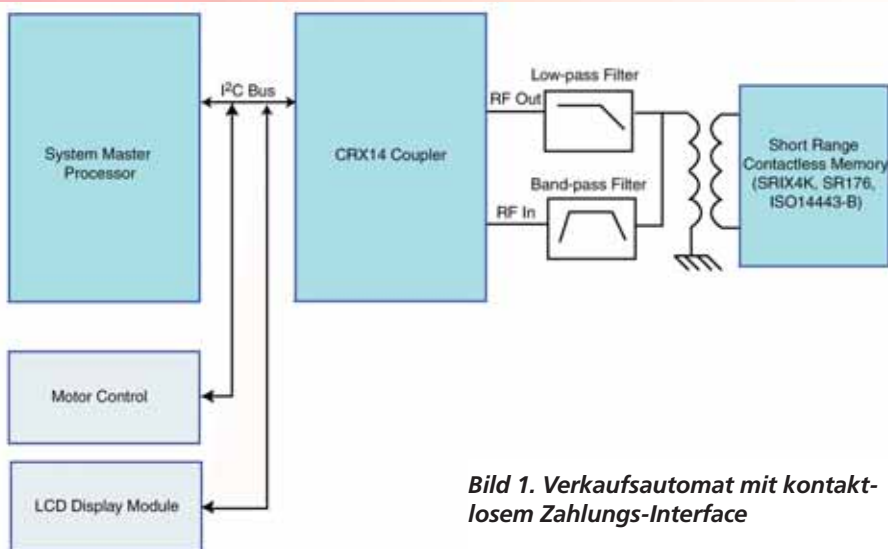 I²C Bus
System Master
Processor
CRX14 Coupler
Low-pass Filter
RF Out
Band-pass Filter
RF In
Short Range
Contactless Memory
(SRIX4K, SR176,
ISO14443-B)
Motor Control
LCD Display Module
Bild 1. Verkaufsautomat mit kontakt-
losem Zahlungs-Interface